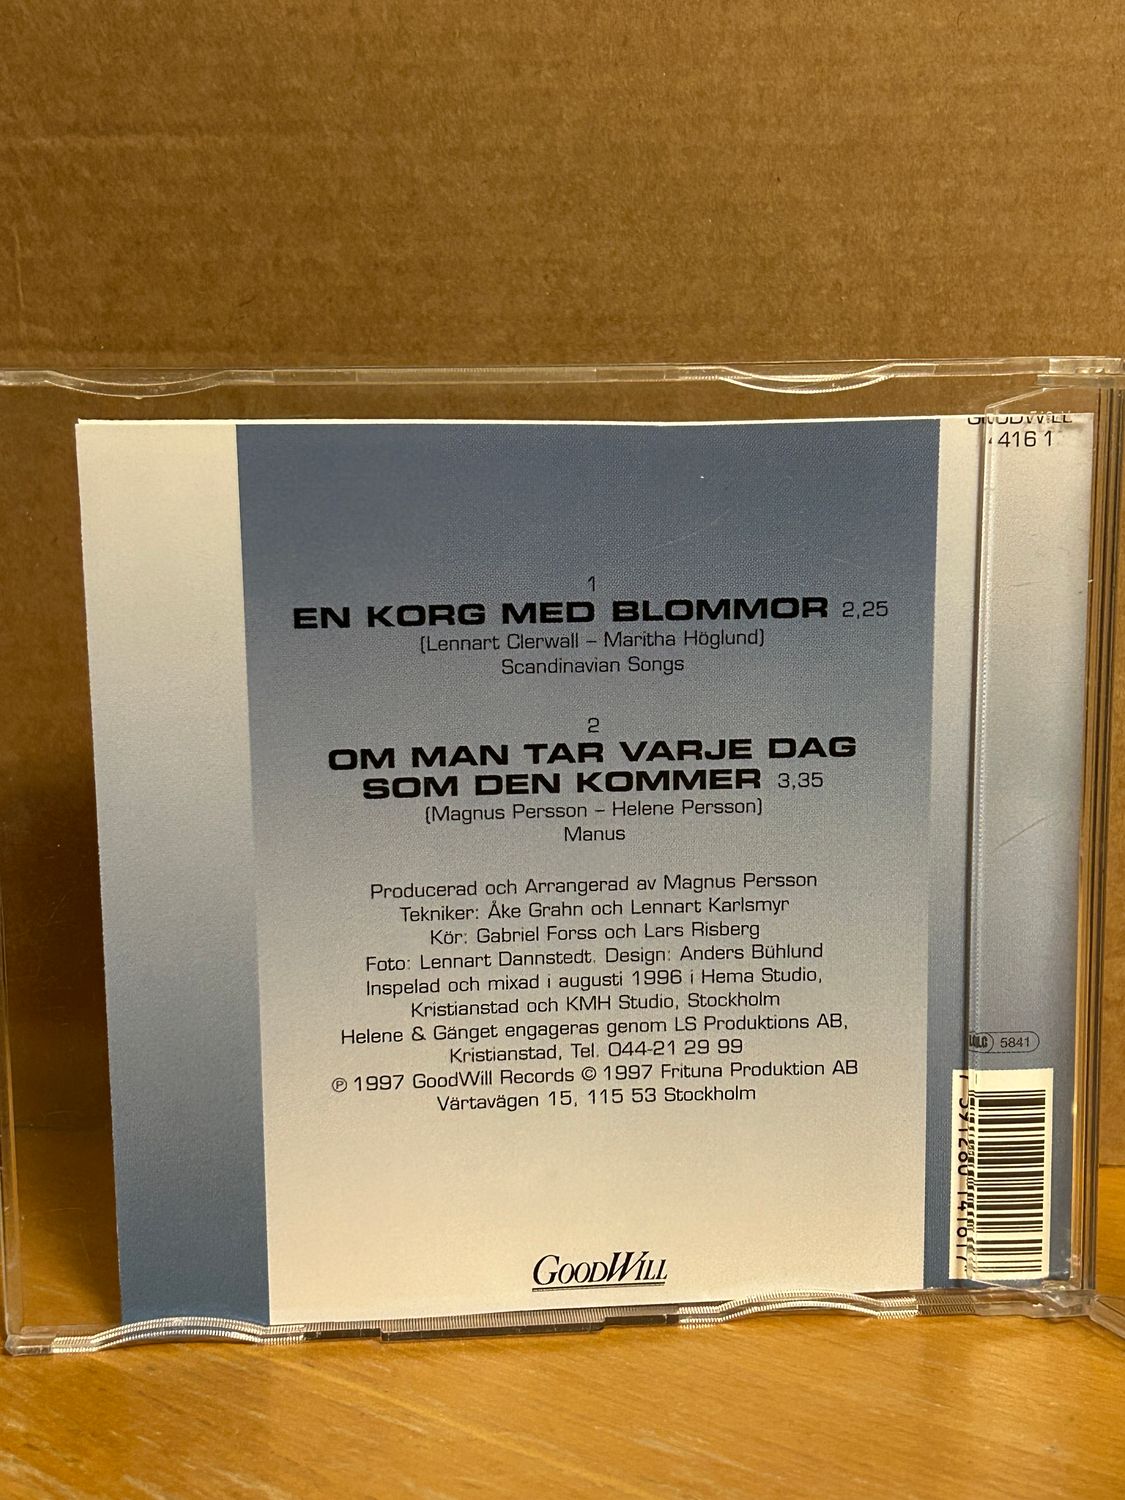 GOODWILL
4416 1
1
EN KORG MED BLOMMOR 2,25
(Lennart Clerwall – Maritha Höglund)
Scandinavian Songs
2
OM MAN TAR VARJE DAG
SOM DEN KOMMER 3,35
(Magnus Persson – Helene Persson)
Manus
Producerad och Arrangerad av Magnus Persson
Tekniker: Åke Grahn och Lennart Karlsmyr
Kör: Gabriel Forss och Lars Risberg
Foto: Lennart Dannstedt. Design: Anders Bühlund
Inspelad och mixad i augusti 1996 i Hema Studio,
Kristianstad och KMH Studio, Stockholm
Helene & Gänget engageras genom LS Produktions AB,
Kristianstad, Tel. 044-21 29 99
℗ 1997 GoodWill Records © 1997 Frituna Produktion AB
Värtavägen 15, 115 53 Stockholm
5841
GOODWILL